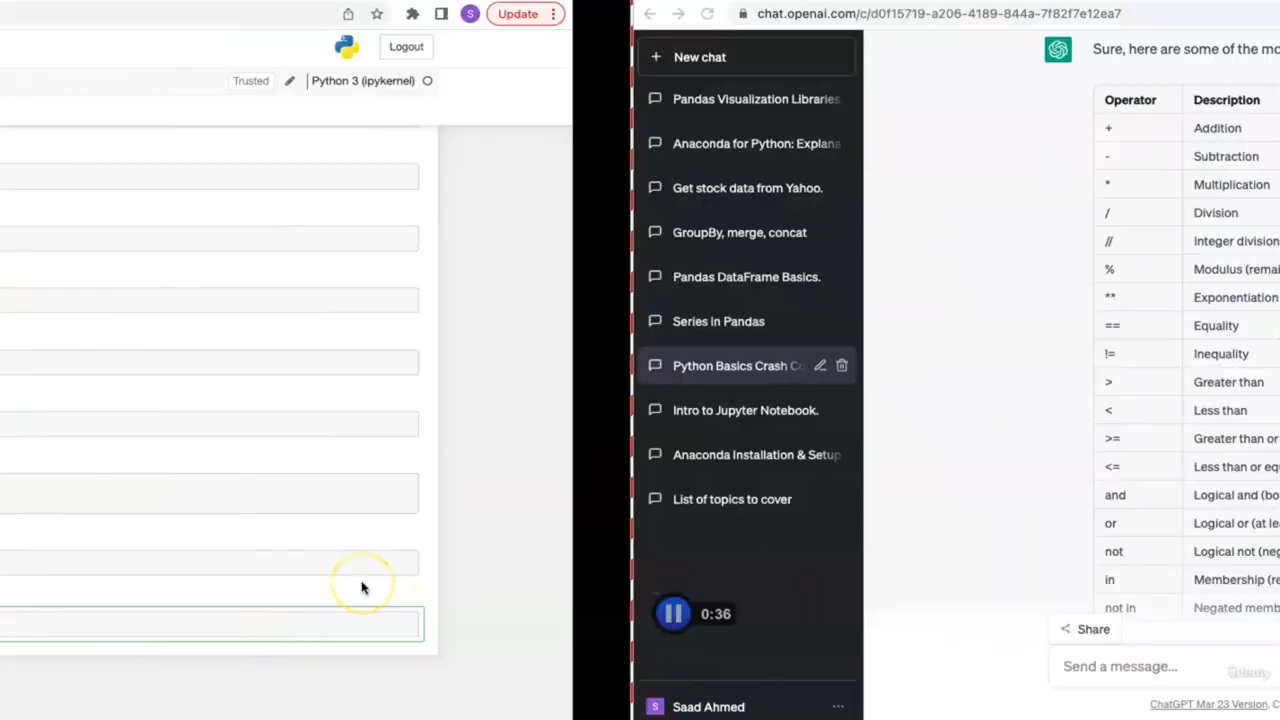 Update
Logout
Trusted
Python 3 (ipykernel)
chat.openai.com/c/d0f15719-a206-4189-844a-7f82f7e12ea7
New chat
Pandas Visualization Libraries
Anaconda for Python: Explana
Get stock data from Yahoo.
GroupBy, merge, concat
Pandas DataFrame Basics.
Series in Pandas
Python Basics Crash Co
Intro to Jupyter Notebook.
Anaconda Installation & Setup
List of topics to cover
0:36
S Saad Ahmed
Sure, here are some of the mo
Operator Description
+ Addition
- Subtraction
* Multiplication
/ Division
// Integer division
% Modulus (remai
** Exponentiation
== Equality
!= Inequality
> Greater than
< Less than
>= Greater than or
<= Less than or equ
and Logical and (bo
or Logical or (at le
not Logical not (neg
in Membership (re
not in Negated memb
Share
Send a message...
Udemy
ChatGPT Mar 23 Version. C